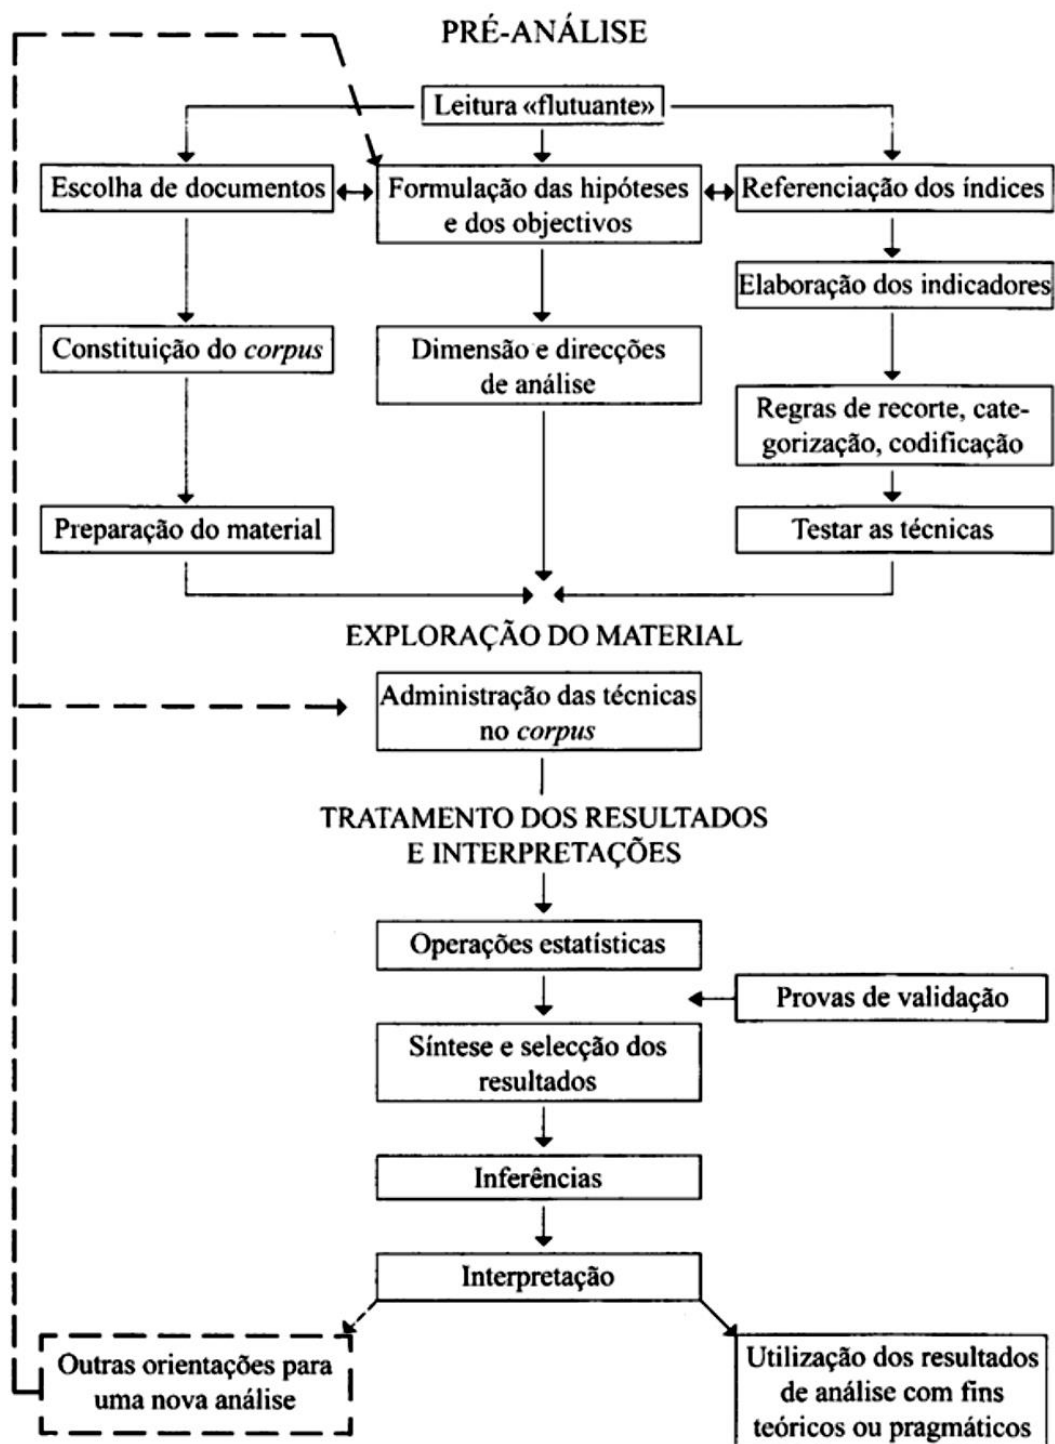 PRÉ-ANÁLISE
Leitura «flutuante»
Escolha de documentos
Formulação das hipóteses
e dos objectivos
Referenciação dos índices
Elaboração dos indicadores
Constituição do corpus
Dimensão e direcções
de análise
Regras de recorte, cate-
gorização, codificação
Preparação do material
Testar as técnicas
EXPLORAÇÃO DO MATERIAL
Administração das técnicas
no corpus
TRATAMENTO DOS RESULTADOS
E INTERPRETAÇÕES
Operações estatísticas
Provas de validação
Síntese e selecção dos
resultados
Inferências
Interpretação
Outras orientações para
uma nova análise
Utilização dos resultados
de análise com fins
teóricos ou pragmáticos